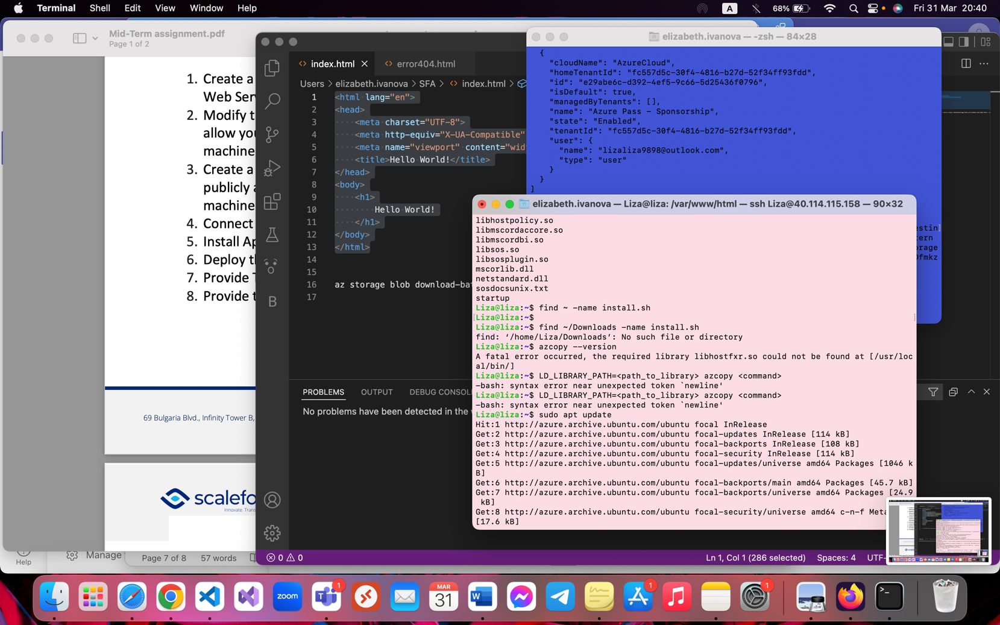 Terminal Shell Edit View Window Help
A 68% Fri 31 Mar 20:40
Mid-Term assignment.pdf
Page 1 of 2
1. Create a
Web Serv
2. Modify t
allow you
machine
3. Create a
publicly a
machine
4. Connect
5. Install Ap
6. Deploy th
7. Provide T
8. Provide t
69 Bulgaria Blvd., Infinity Tower B,
scalefo
Innovate. Trans
Help
Manage
Page 7 of 8 57 words
index.html
error404.html
Users > elizabeth.ivanova > SFA > index.html >
1 <html lang="en">
2 <head>
3 ····<meta charset="UTF-8">
4 ····<meta http-equiv="X-UA-Compatible"
5 ····<meta name="viewport" content="widt
6 ····<title>Hello World!</title>
7 </head>
8 <body>
9 ····<h1>
10 ········Hello World!
11 ····</h1>
12 </body>
13 </html>
14
15
16 az storage blob download-bat
17
PROBLEMS OUTPUT DEBUG CONSOL
No problems have been detected in the w
0 0
Ln 1, Col 1 (286 selected) Spaces: 4 UTF-
B
elizabeth.ivanova — -zsh — 84×28
{
"cloudName": "AzureCloud",
"homeTenantId": "fc557d5c-30f4-4816-b27d-52f34ff93fdd",
"id": "e29abe6c-d392-4ef5-9c66-5d25436f0796",
"isDefault": true,
"managedByTenants": [],
"name": "Azure Pass - Sponsorship",
"state": "Enabled",
"tenantId": "fc557d5c-30f4-4816-b27d-52f34ff93fdd",
"user": {
"name": "lizaliza9898@outlook.com",
"type": "user"
}
}
]
estin]
tern
orage
Ofmkz
elizabeth.ivanova — Liza@liza: /var/www/html — ssh Liza@40.114.115.158 — 90×32
libhostpolicy.so
libmscordaccore.so
libmscordbi.so
libsos.so
libsosplugin.so
mscorlib.dll
netstandard.dll
sosdocsunix.txt
startup
Liza@liza:~$ find ~ -name install.sh
[Liza@liza:~$ ]
Liza@liza:~$ find ~/Downloads -name install.sh
find: ‘/home/Liza/Downloads’: No such file or directory
Liza@liza:~$ azcopy --version
A fatal error occurred, the required library libhostfxr.so could not be found at [/usr/loc
al/bin/]
Liza@liza:~$ LD_LIBRARY_PATH=<path_to_library> azcopy <command>
-bash: syntax error near unexpected token `newline'
Liza@liza:~$ LD_LIBRARY_PATH=<path_to_library> azcopy <command>
-bash: syntax error near unexpected token `newline'
Liza@liza:~$ sudo apt update
Hit:1 http://azure.archive.ubuntu.com/ubuntu focal InRelease
Get:2 http://azure.archive.ubuntu.com/ubuntu focal-updates InRelease [114 kB]
Get:3 http://azure.archive.ubuntu.com/ubuntu focal-backports InRelease [108 kB]
Get:4 http://azure.archive.ubuntu.com/ubuntu focal-security InRelease [114 kB]
Get:5 http://azure.archive.ubuntu.com/ubuntu focal-updates/universe amd64 Packages [1046 k
B]
Get:6 http://azure.archive.ubuntu.com/ubuntu focal-backports/main amd64 Packages [45.7 kB]
Get:7 http://azure.archive.ubuntu.com/ubuntu focal-backports/universe amd64 Packages [24.9
kB]
Get:8 http://azure.archive.ubuntu.com/ubuntu focal-security/universe amd64 c-n-f Meta
[17.6 kB]
zoom
T 1
MAR
31
W
1
1
>_